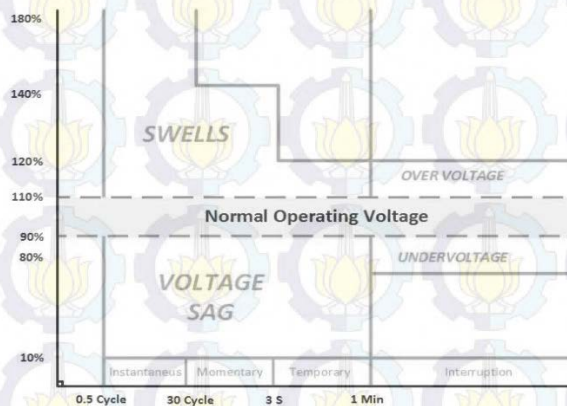 180%
140%
SWELLS
120%
OVER VOLTAGE
110%
Normal Operating Voltage
90%
80%
UNDERVOLTAGE
VOLTAGE
SAG
10%
Instantaneus Momentary Temporary Interruption
0.5 Cycle 30 Cycle 3 S 1 Min